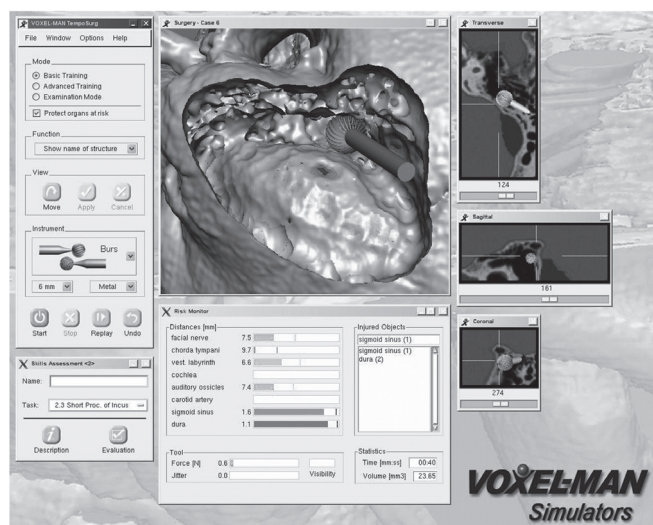 VOXEL-MAN TempoSurg
File Window Options Help
Mode
Basic Training
Advanced Training
Examination Mode
Protect organs at risk
Function
Show name of structure
View
Move Apply Cancel
Instrument
Burs
6 mm Metal
Start Stop Replay Undo
Skills Assessment <2>
Name:
Task: 2.3 Short Proc. of Incus
Description Evaluation
Surgery - Case 6
Risk Monitor
Distances [mm]
facial nerve 7.5
chorda tympani 9.7
vest. labyrinth 6.6
cochlea
auditory ossicles 7.4
carotid artery
sigmoid sinus 1.6
dura 1.1
Tool
Force [N] 0.6
Jitter 0.0 Visibility
Injured Objects
sigmoid sinus (1)
sigmoid sinus (1)
dura (2)
Statistics
Time [mm:ss] 00:40
Volume [mm3] 23.65
Transverse
124
Sagittal
161
Coronal
274
VOXEL-MAN
Simulators